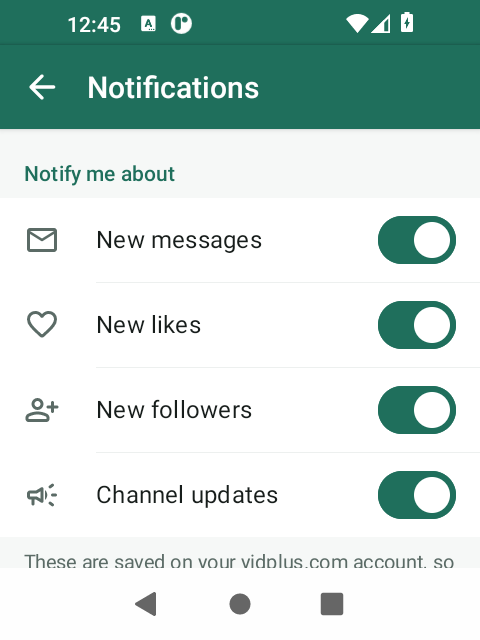 12:45
Notifications
Notify me about
New messages
New likes
New followers
Channel updates
These are saved on your vidplus.com account, so